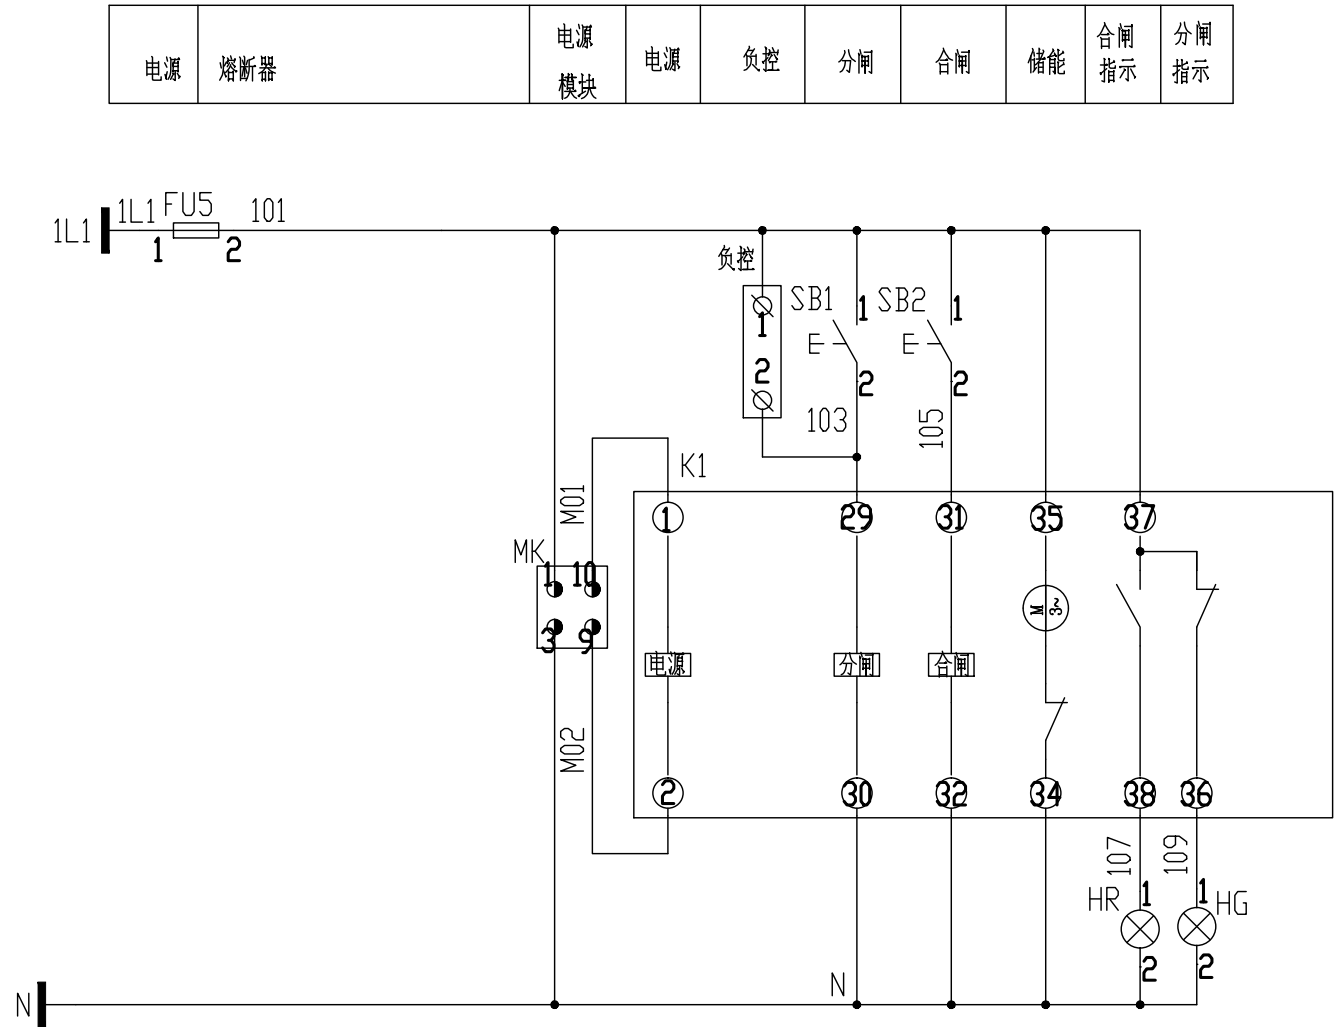 电源
熔断器
电源
模块
电源
负控
分闸
合闸
储能
合闸
指示
分闸
指示
1L1
1L1
FU5
101
1
2
负控
1
2
SB1
1
2
SB2
1
2
103
105
K1
M01
MK
1
10
3
9
M02
1
29
31
35
37
M
3~
电源
分闸
合闸
2
30
32
34
38
36
107
109
HR
1
2
1
HG
2
N
N